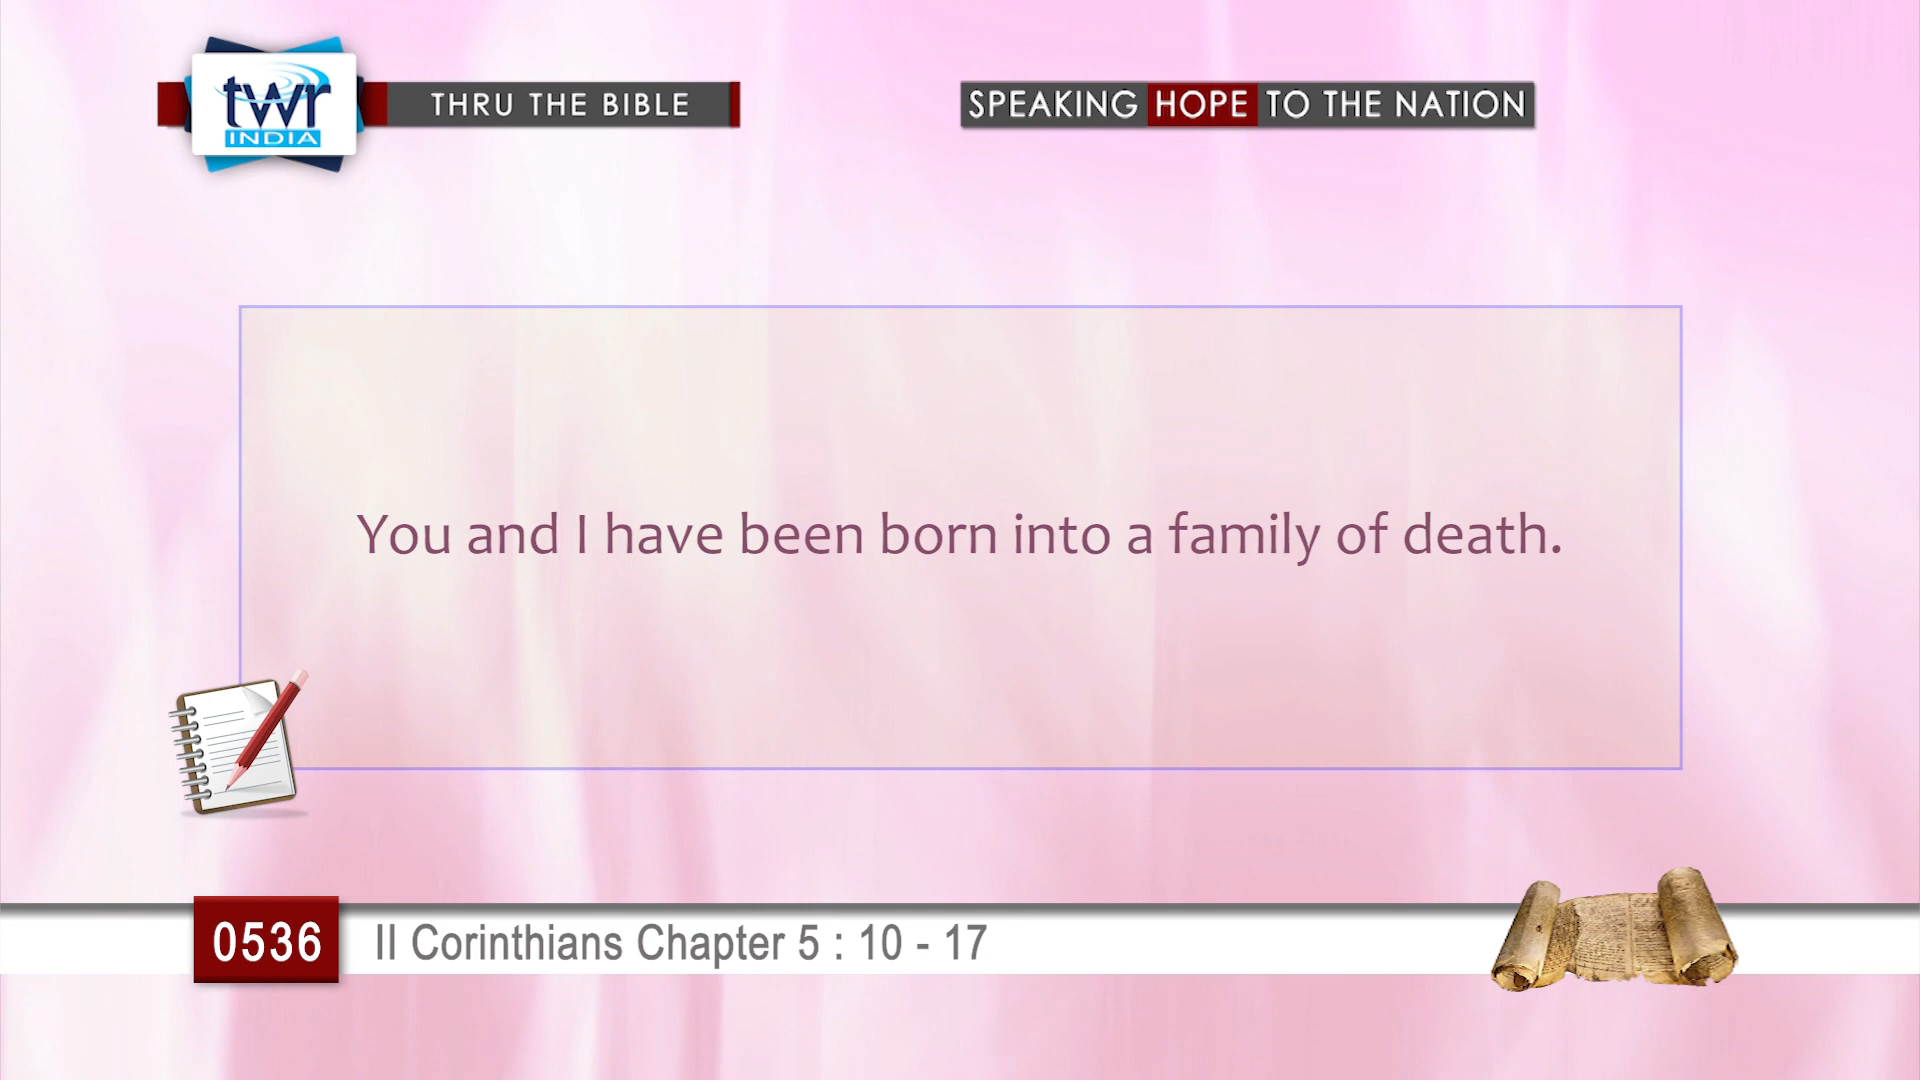 twr
INDIA
THRU THE BIBLE
SPEAKING HOPE TO THE NATION
You and I have been born into a family of death.
0536
II Corinthians Chapter 5 : 10 - 17